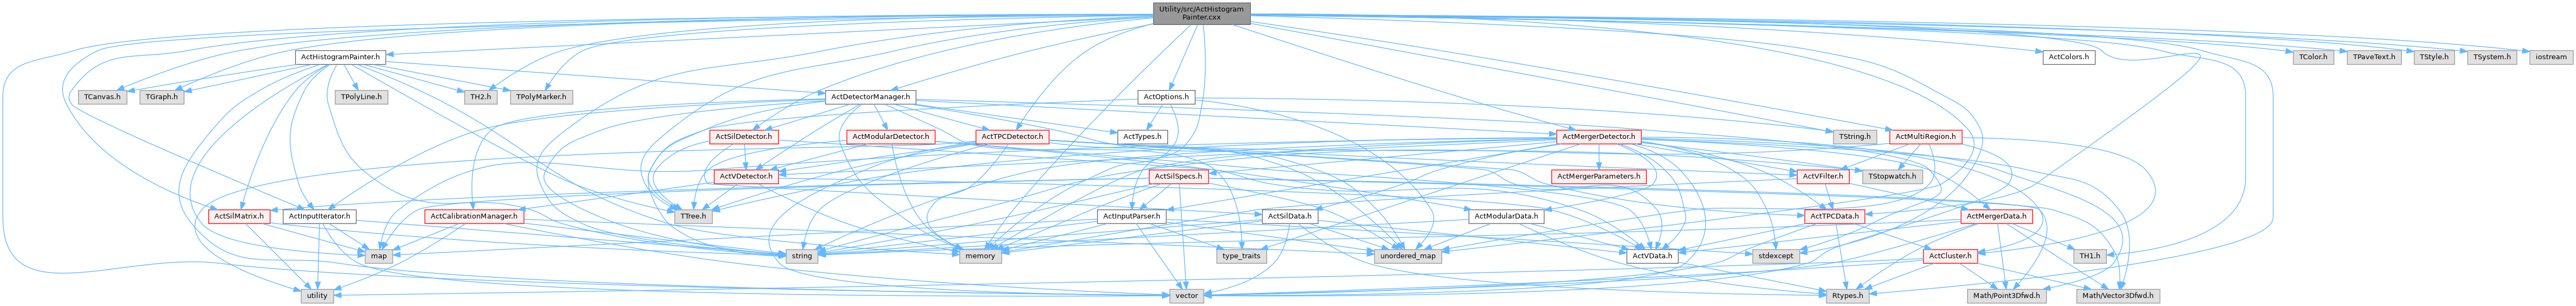 Utility/src/ActHistogram
Painter.cxx
ActHistogramPainter.h
ActColors.h
TColor.h
TPaveText.h
TStyle.h
TSystem.h
iostream
TCanvas.h
TGraph.h
TPolyLine.h
TH2.h
TPolyMarker.h
ActDetectorManager.h
ActOptions.h
ActSilDetector.h
ActModularDetector.h
ActTPCDetector.h
ActTypes.h
ActMergerDetector.h
TString.h
ActMultiRegion.h
ActVDetector.h
ActSilSpecs.h
ActMergerParameters.h
ActVFilter.h
TStopwatch.h
ActSilMatrix.h
ActInputIterator.h
ActCalibrationManager.h
TTree.h
ActInputParser.h
ActSilData.h
ActModularData.h
ActTPCData.h
ActMergerData.h
map
string
memory
type_traits
unordered_map
ActVData.h
stdexcept
ActCluster.h
TH1.h
utility
vector
Rtypes.h
Math/Point3Dfwd.h
Math/Vector3Dfwd.h